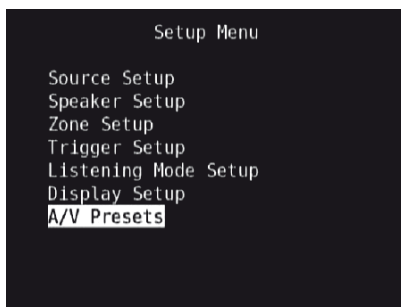 Setup Menu
Source Setup
Speaker Setup
Zone Setup
Trigger Setup
Listening Mode Setup
Display Setup
A/V Presets